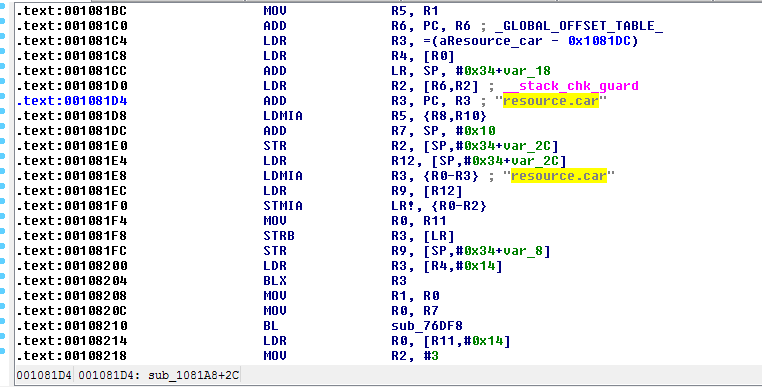 .text:001081BC MOV R5, R1
.text:001081C0 ADD R6, PC, R6 ; _GLOBAL_OFFSET_TABLE_
.text:001081C4 LDR R3, =(aResource_car - 0x1081DC)
.text:001081C8 LDR R4, [R0]
.text:001081CC ADD LR, SP, #0x34+var_18
.text:001081D0 LDR R2, [R6,R2] ; __stack_chk_guard
.text:001081D4 ADD R3, PC, R3 ; "resource.car"
.text:001081D8 LDMIA R5, {R8,R10}
.text:001081DC ADD R7, SP, #0x10
.text:001081E0 STR R2, [SP,#0x34+var_2C]
.text:001081E4 LDR R12, [SP,#0x34+var_2C]
.text:001081E8 LDMIA R3, {R0-R3} ; "resource.car"
.text:001081EC LDR R9, [R12]
.text:001081F0 STMIA LR!, {R0-R2}
.text:001081F4 MOV R0, R11
.text:001081F8 STRB R3, [LR]
.text:001081FC STR R9, [SP,#0x34+var_8]
.text:00108200 LDR R3, [R4,#0x14]
.text:00108204 BLX R3
.text:00108208 MOV R1, R0
.text:0010820C MOV R0, R7
.text:00108210 BL sub_76DF8
.text:00108214 LDR R0, [R11,#0x14]
.text:00108218 MOV R2, #3
001081D4 001081D4: sub_1081A8+2C